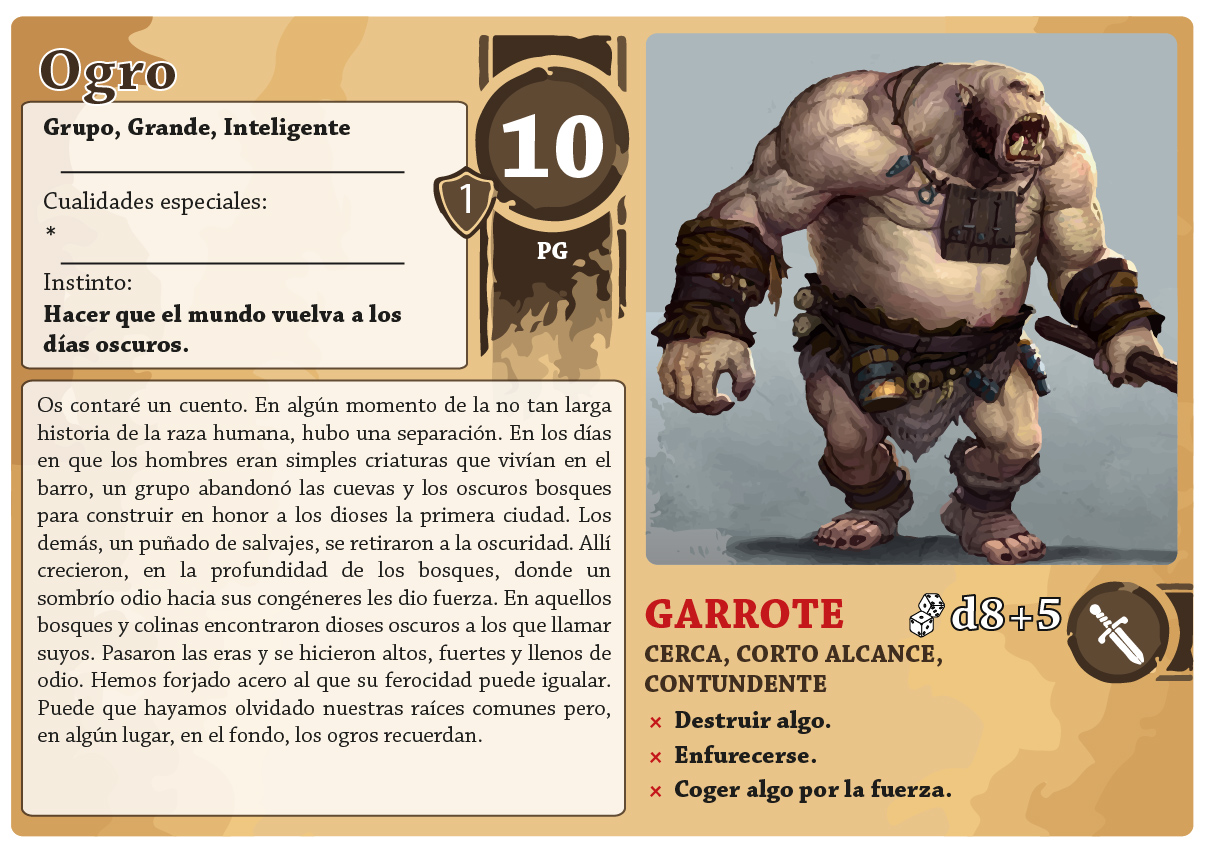 Ogro
Grupo, Grande, Inteligente
Cualidades especiales:
*
Instinto:
Hacer que el mundo vuelva a los
días oscuros.
1
10
PG
Os contaré un cuento. En algún momento de la no tan larga
historia de la raza humana, hubo una separación. En los días
en que los hombres eran simples criaturas que vivían en el
barro, un grupo abandonó las cuevas y los oscuros bosques
para construir en honor a los dioses la primera ciudad. Los
demás, un puñado de salvajes, se retiraron a la oscuridad. Allí
crecieron, en la profundidad de los bosques, donde un
sombrío odio hacia sus congéneres les dio fuerza. En aquellos
bosques y colinas encontraron dioses oscuros a los que llamar
suyos. Pasaron las eras y se hicieron altos, fuertes y llenos de
odio. Hemos forjado acero al que su ferocidad puede igualar.
Puede que hayamos olvidado nuestras raíces comunes pero,
en algún lugar, en el fondo, los ogros recuerdan.
GARROTE d8+5
CERCA, CORTO ALCANCE,
CONTUNDENTE
× Destruir algo.
× Enfurecerse.
× Coger algo por la fuerza.